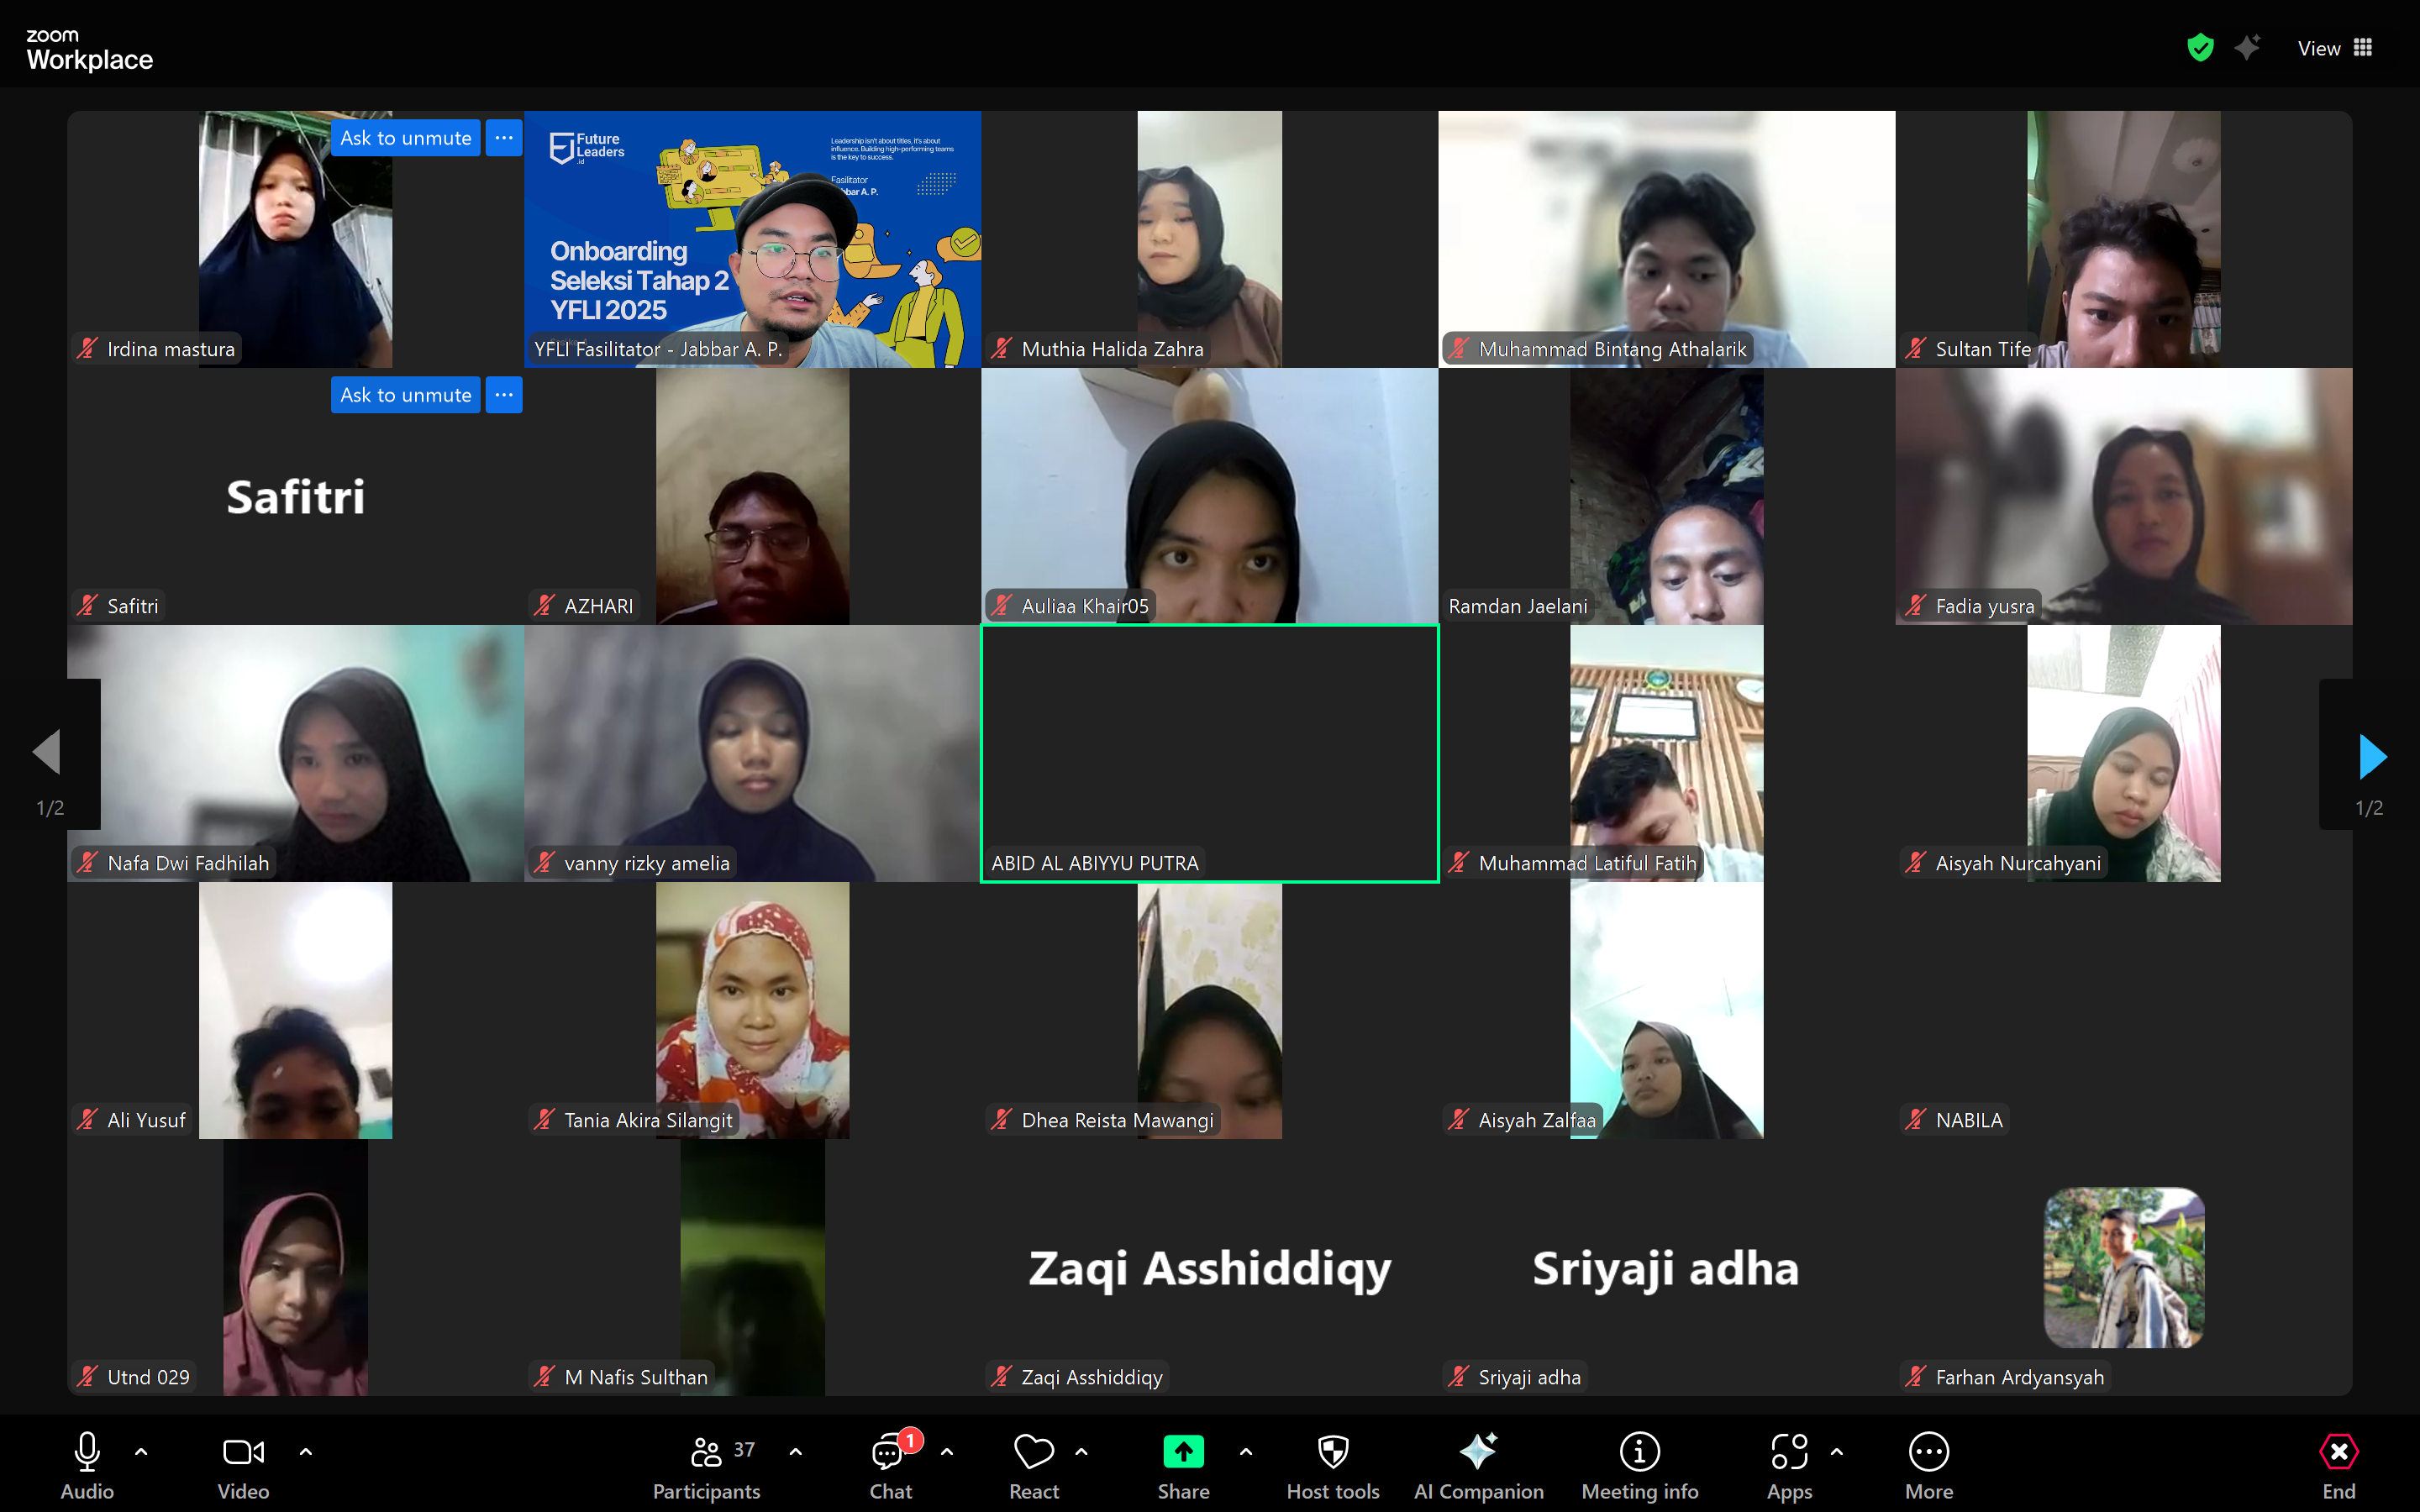 zoom
Workplace
View
Ask to unmute
Future
Leaders
.id
Leadership isn't about titles, it's about
influence. Building high-performing teams
is the key to success.
Fasilitator
Onboarding
Seleksi Tahap 2
YFLI 2025
Irdina mastura
YFLI Fasilitator - Jabbar A. P.
Muthia Halida Zahra
Muhammad Bintang Athalarik
Sultan Tife
Ask to unmute
Safitri
Safitri
AZHARI
Auliaa Khair05
Ramdan Jaelani
Fadia yusra
1/2
Nafa Dwi Fadhilah
vanny rizky amelia
ABID AL ABIYYU PUTRA
Muhammad Latiful Fatih
Aisyah Nurcahyani
1/2
Ali Yusuf
Tania Akira Silangit
Dhea Reista Mawangi
Aisyah Zalfaa
NABILA
Zaqi Asshiddiqy
Sriyaji adha
Utnd 029
M Nafis Sulthan
Zaqi Asshiddiqy
Sriyaji adha
Farhan Ardyansyah
37
1
Audio
Video
Participants
Chat
React
Share
Host tools
AI Companion
Meeting info
Apps
More
End